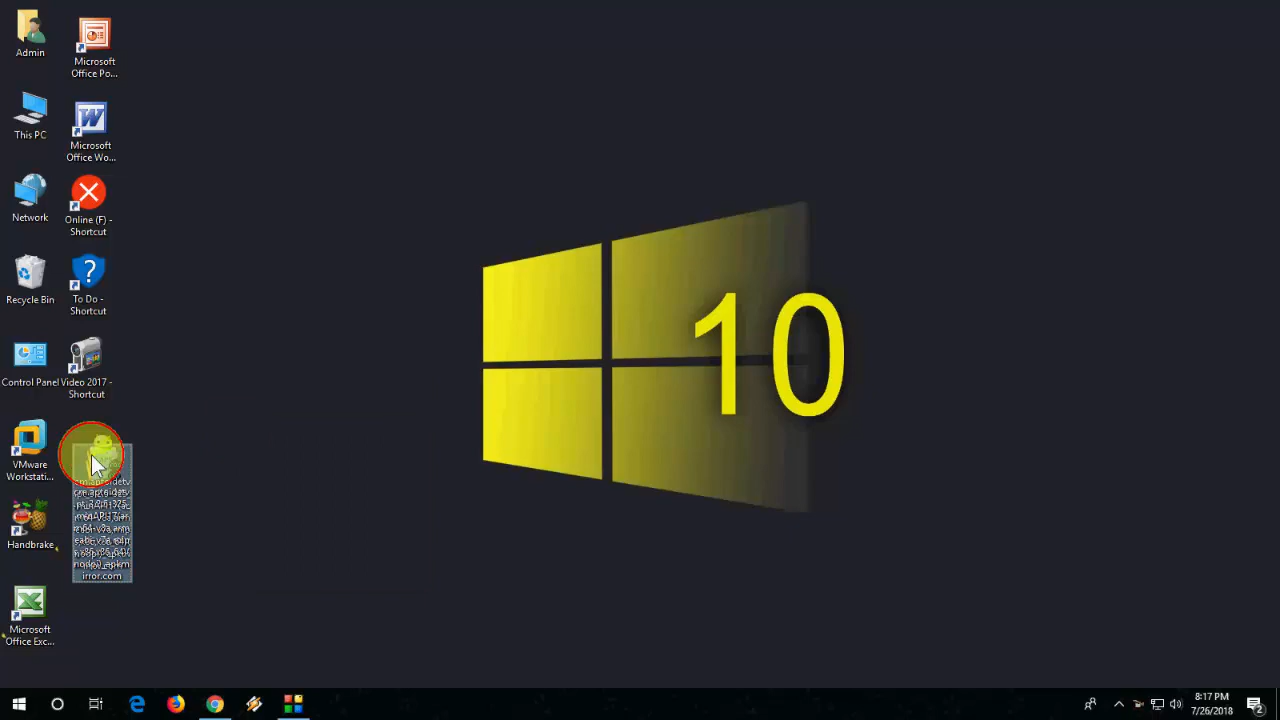 Admin
Microsoft
Office Po...
This PC
Microsoft
Office Wo...
Network
Online (F) -
Shortcut
Recycle Bin
To Do -
Shortcut
Control Panel
Video 2017 -
Shortcut
VMware
Workstati...
Handbrake
irror.com
Microsoft
Office Exc...
10
8:17 PM
7/26/2018
2